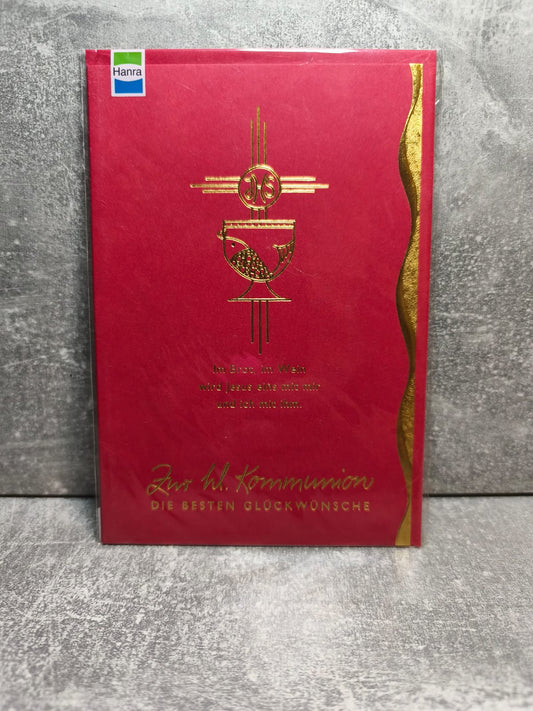 Hanra
IHS
Im Brot, im Wein
wird Jesus eins mit mir
und ich mit ihm.
Zur hl. Kommunion
DIE BESTEN GLÜCKWÜNSCHE